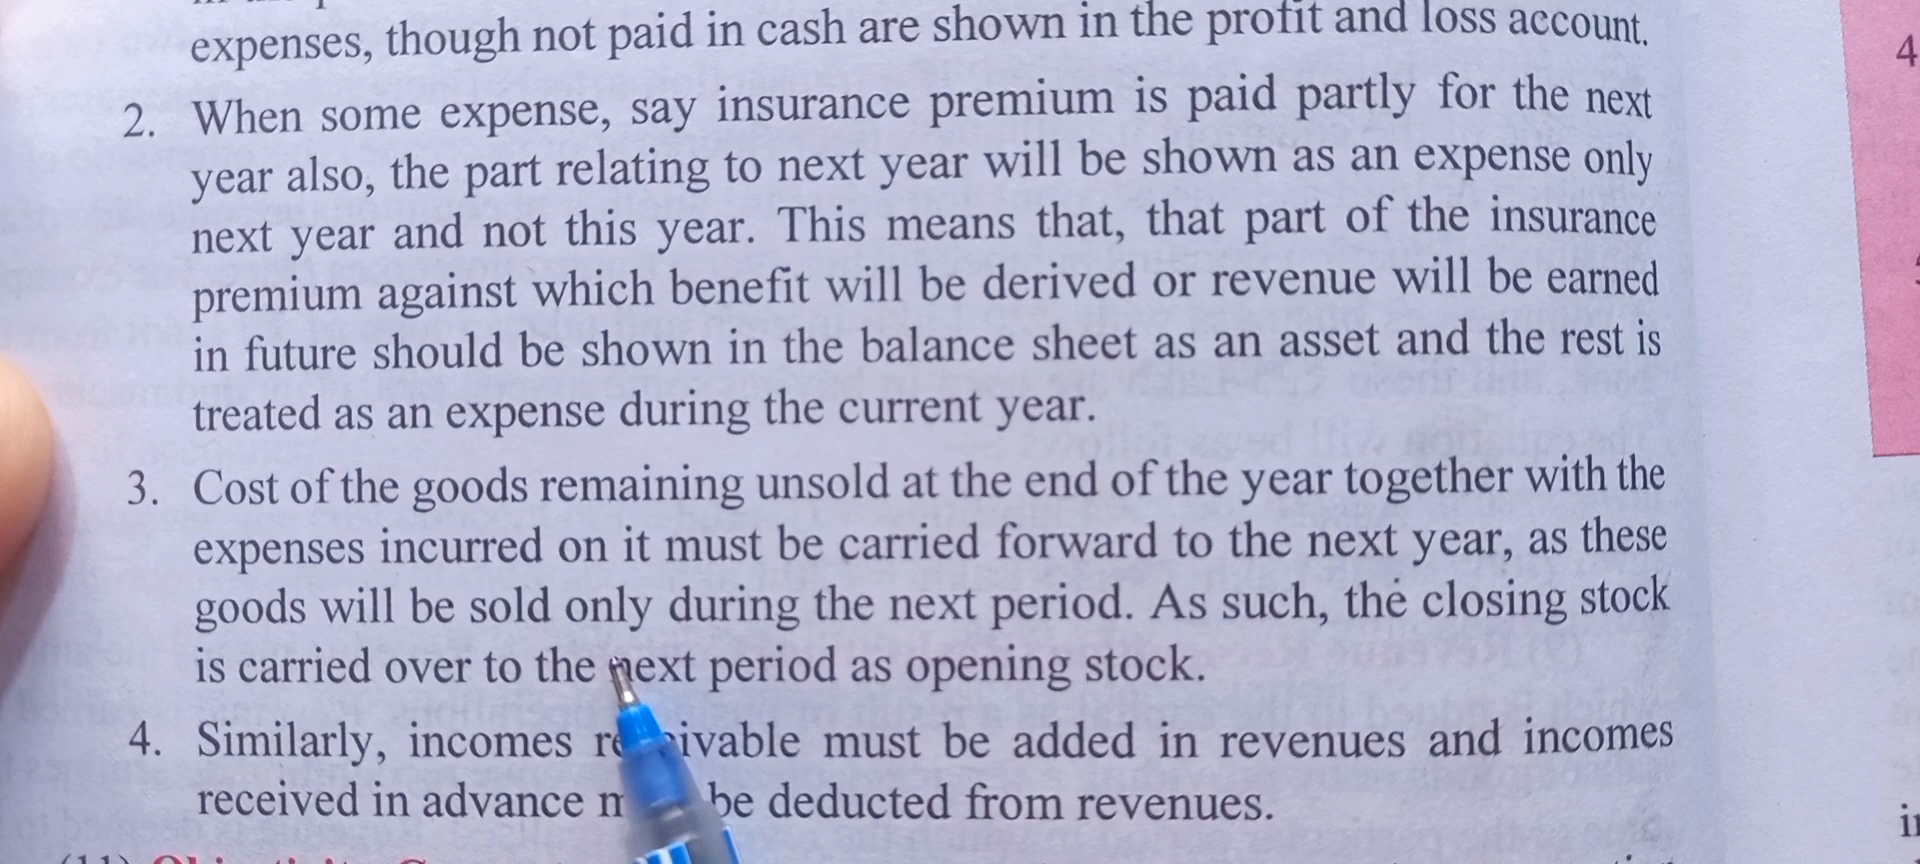 expenses, though not paid in cash are shown in the profit and loss account.
2. When some expense, say insurance premium is paid partly for the next
year also, the part relating to next year will be shown as an expense only
next year and not this year. This means that, that part of the insurance
premium against which benefit will be derived or revenue will be earned
in future should be shown in the balance sheet as an asset and the rest is
treated as an expense during the current year.
3. Cost of the goods remaining unsold at the end of the year together with the
expenses incurred on it must be carried forward to the next year, as these
goods will be sold only during the next period. As such, the closing stock
is carried over to the next period as opening stock.
4. Similarly, incomes must be added in revenues and incomes
received in advance be deducted from revenues.
4